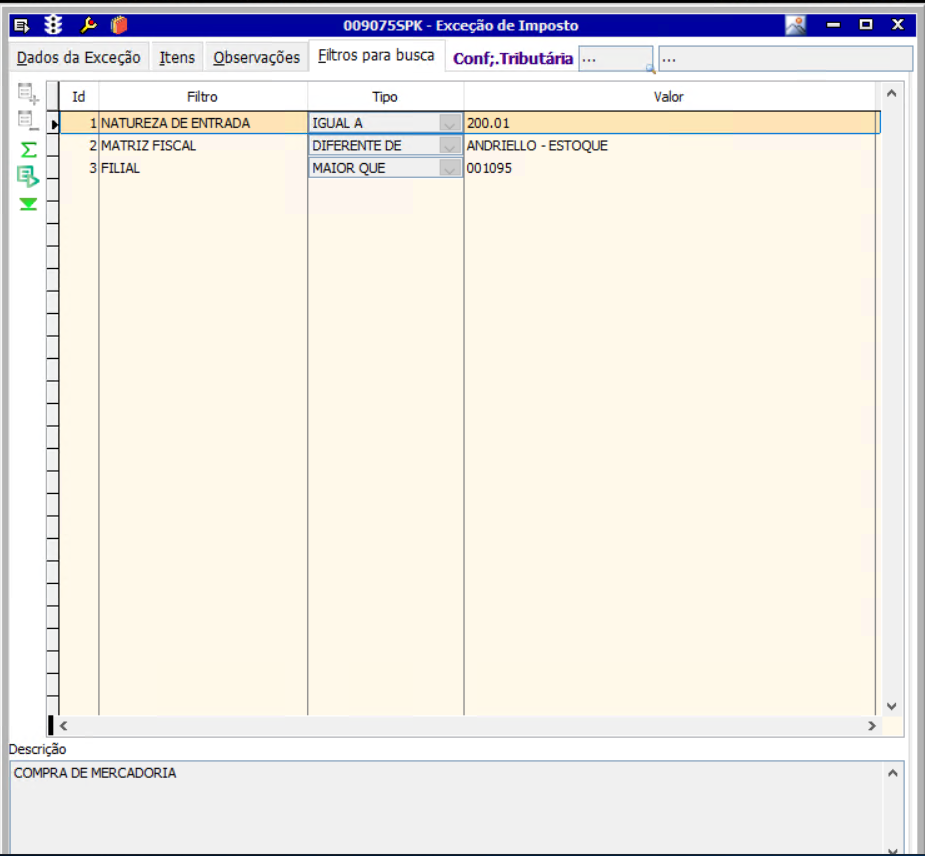 009075SPK - Exceção de Imposto
Dados da Exceção Itens Observações Filtros para busca Conf;.Tributária ... ...
Id Filtro Tipo Valor
1 NATUREZA DE ENTRADA IGUAL A 200.01
2 MATRIZ FISCAL DIFERENTE DE ANDRIELLO - ESTOQUE
3 FILIAL MAIOR QUE 001095
Descrição
COMPRA DE MERCADORIA